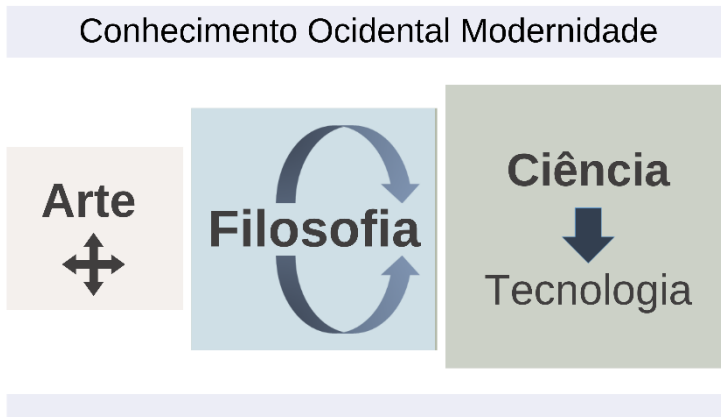 Conhecimento Ocidental Modernidade
Arte
Filosofia
Ciência
Tecnologia